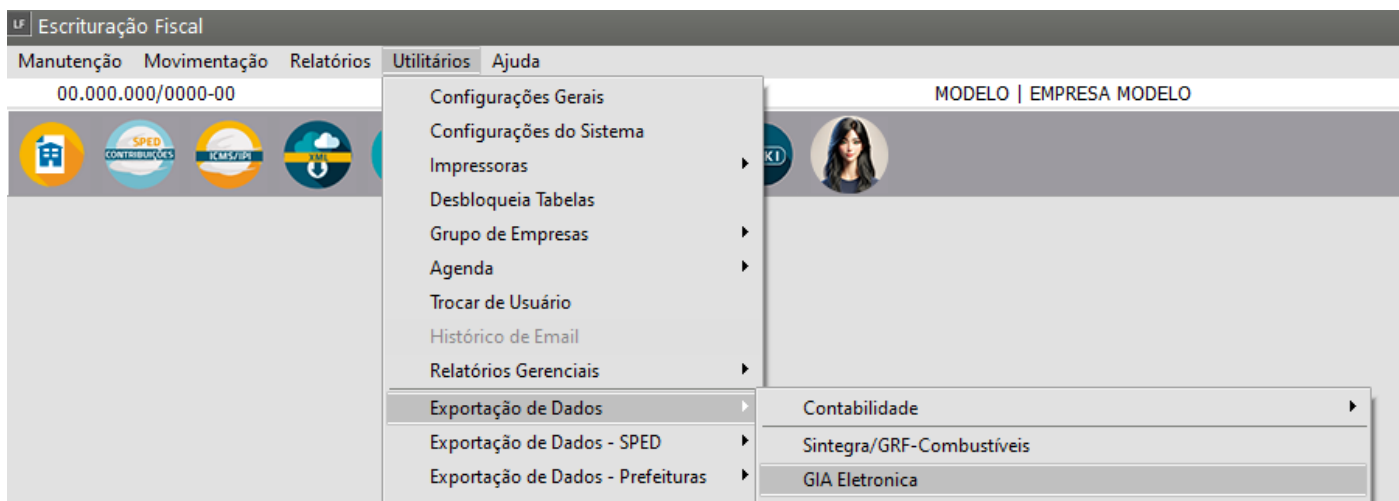 LF Escrituração Fiscal
Manutenção Movimentação Relatórios Utilitários Ajuda
00.000.000/0000-00 MODELO | EMPRESA MODELO
SPED
CONTRIBUIÇÕES
ICMS/IPI
XML
KI)
Configurações Gerais
Configurações do Sistema
Impressoras
Desbloqueia Tabelas
Grupo de Empresas
Agenda
Trocar de Usuário
Histórico de Email
Relatórios Gerenciais
Exportação de Dados
Exportação de Dados - SPED
Exportação de Dados - Prefeituras
Contabilidade
Sintegra/GRF-Combustíveis
GIA Eletronica